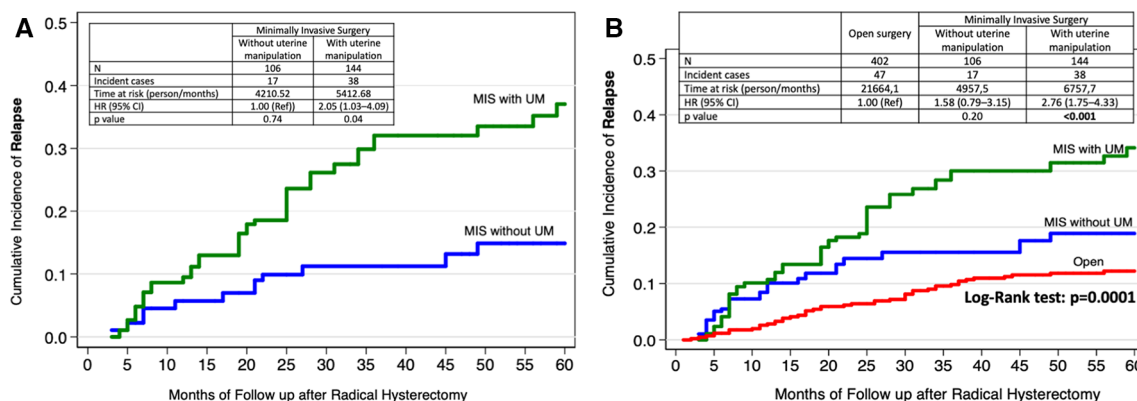 A
Cumulative Incidence of Relapse
0.5
0.4
0.3
0.2
0.1
0.0
Minimally Invasive Surgery
Without uterine manipulation With uterine manipulation
N 106 144
Incident cases 17 38
Time at risk (person/months) 4210.52 5412.68
HR (95% CI) 1.00 (Ref)) 2.05 (1.03–4.09)
p value 0.74 0.04
MIS with UM
MIS without UM
0 5 10 15 20 25 30 35 40 45 50 55 60
Months of Follow up after Radical Hysterectomy
B
Cumulative Incidence of Relapse
0.5
0.4
0.3
0.2
0.1
0.0
Minimally Invasive Surgery
Open surgery Without uterine manipulation With uterine manipulation
N 402 106 144
Incident cases 47 17 38
Time at risk (person/months) 21664,1 4957,5 6757,7
HR (95% CI) 1.00 (Ref) 1.58 (0.79–3.15) 2.76 (1.75–4.33)
p value 0.20 <0.001
MIS with UM
MIS without UM
Open
Log-Rank test: p=0.0001
0 5 10 15 20 25 30 35 40 45 50 55 60
Months of Follow up after Radical Hysterectomy